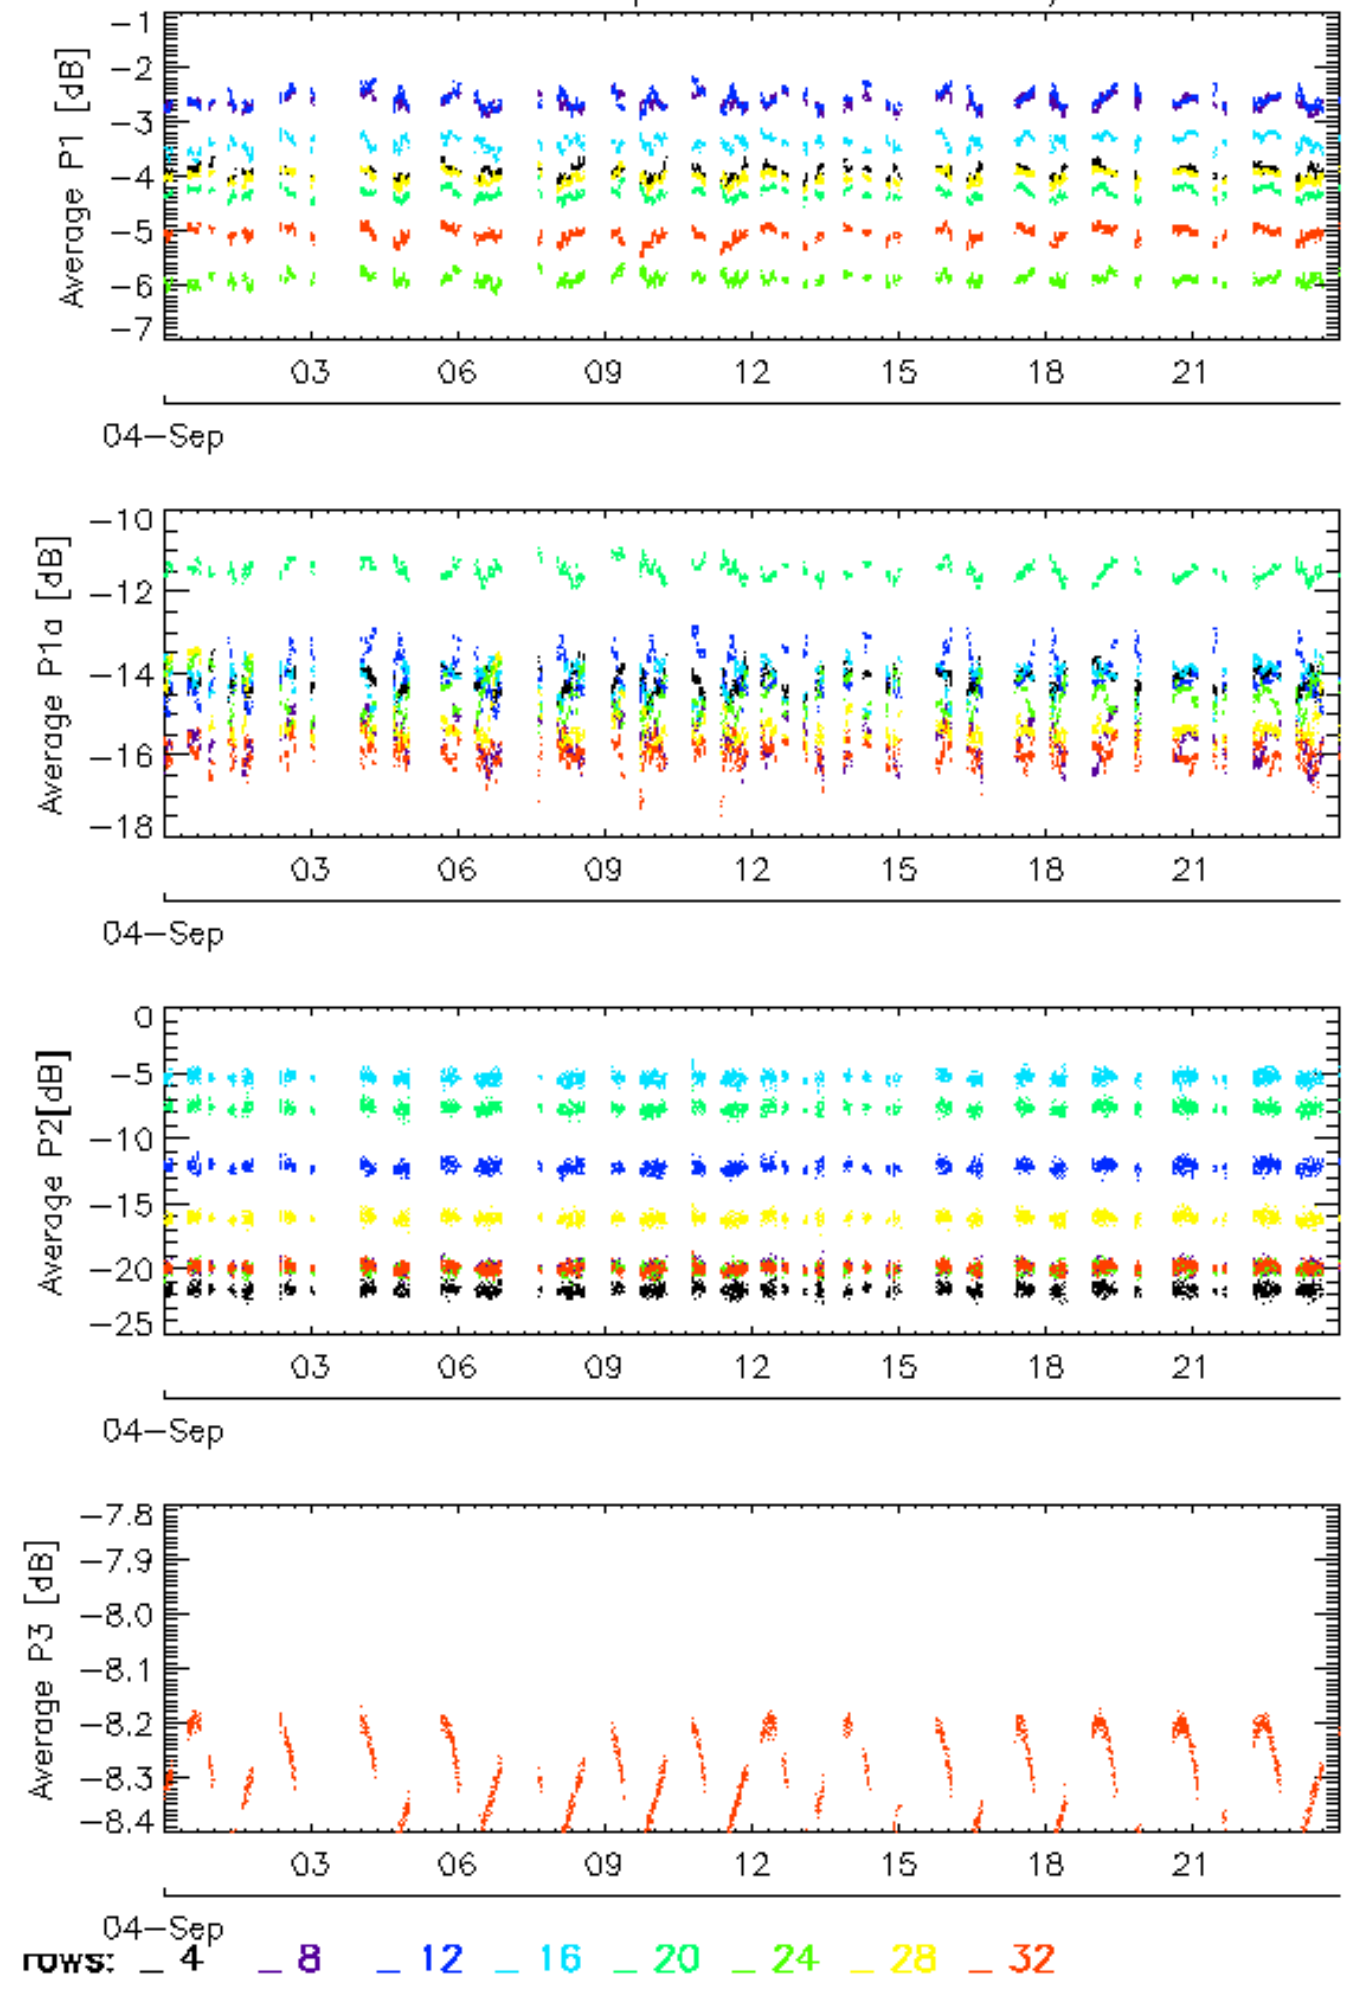 Average P1 [dB]
-1
-2
-3
-4
-5
-6
-7
03 06 09 12 15 18 21
04-Sep
Average P1a [dB]
-10
-12
-14
-16
-18
03 06 09 12 15 18 21
04-Sep
Average P2[dB]
0
-5
-10
-15
-20
-25
03 06 09 12 15 18 21
04-Sep
Average P3 [dB]
-7.8
-7.9
-8.0
-8.1
-8.2
-8.3
-8.4
03 06 09 12 15 18 21
04-Sep
rows: _ 4 _ 8 _ 12 _ 16 _ 20 _ 24 _ 28 _ 32